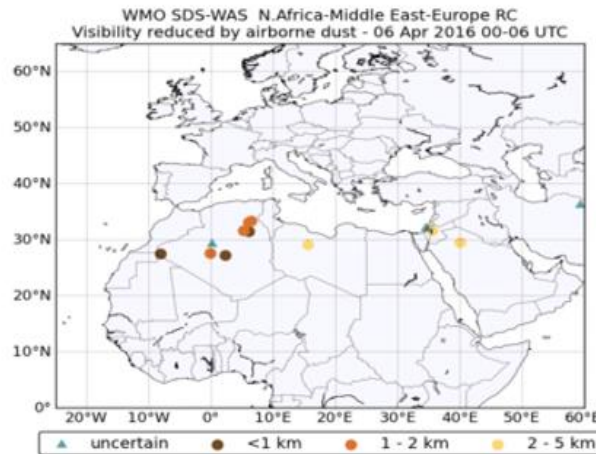 WMO SDS-WAS N.Africa-Middle East-Europe RC
Visibility reduced by airborne dust - 06 Apr 2016 00-06 UTC
60°N
50°N
40°N
30°N
20°N
10°N
0°
20°W 10°W 0° 10°E 20°E 30°E 40°E 50°E 60°E
uncertain <1 km 1 - 2 km 2 - 5 km